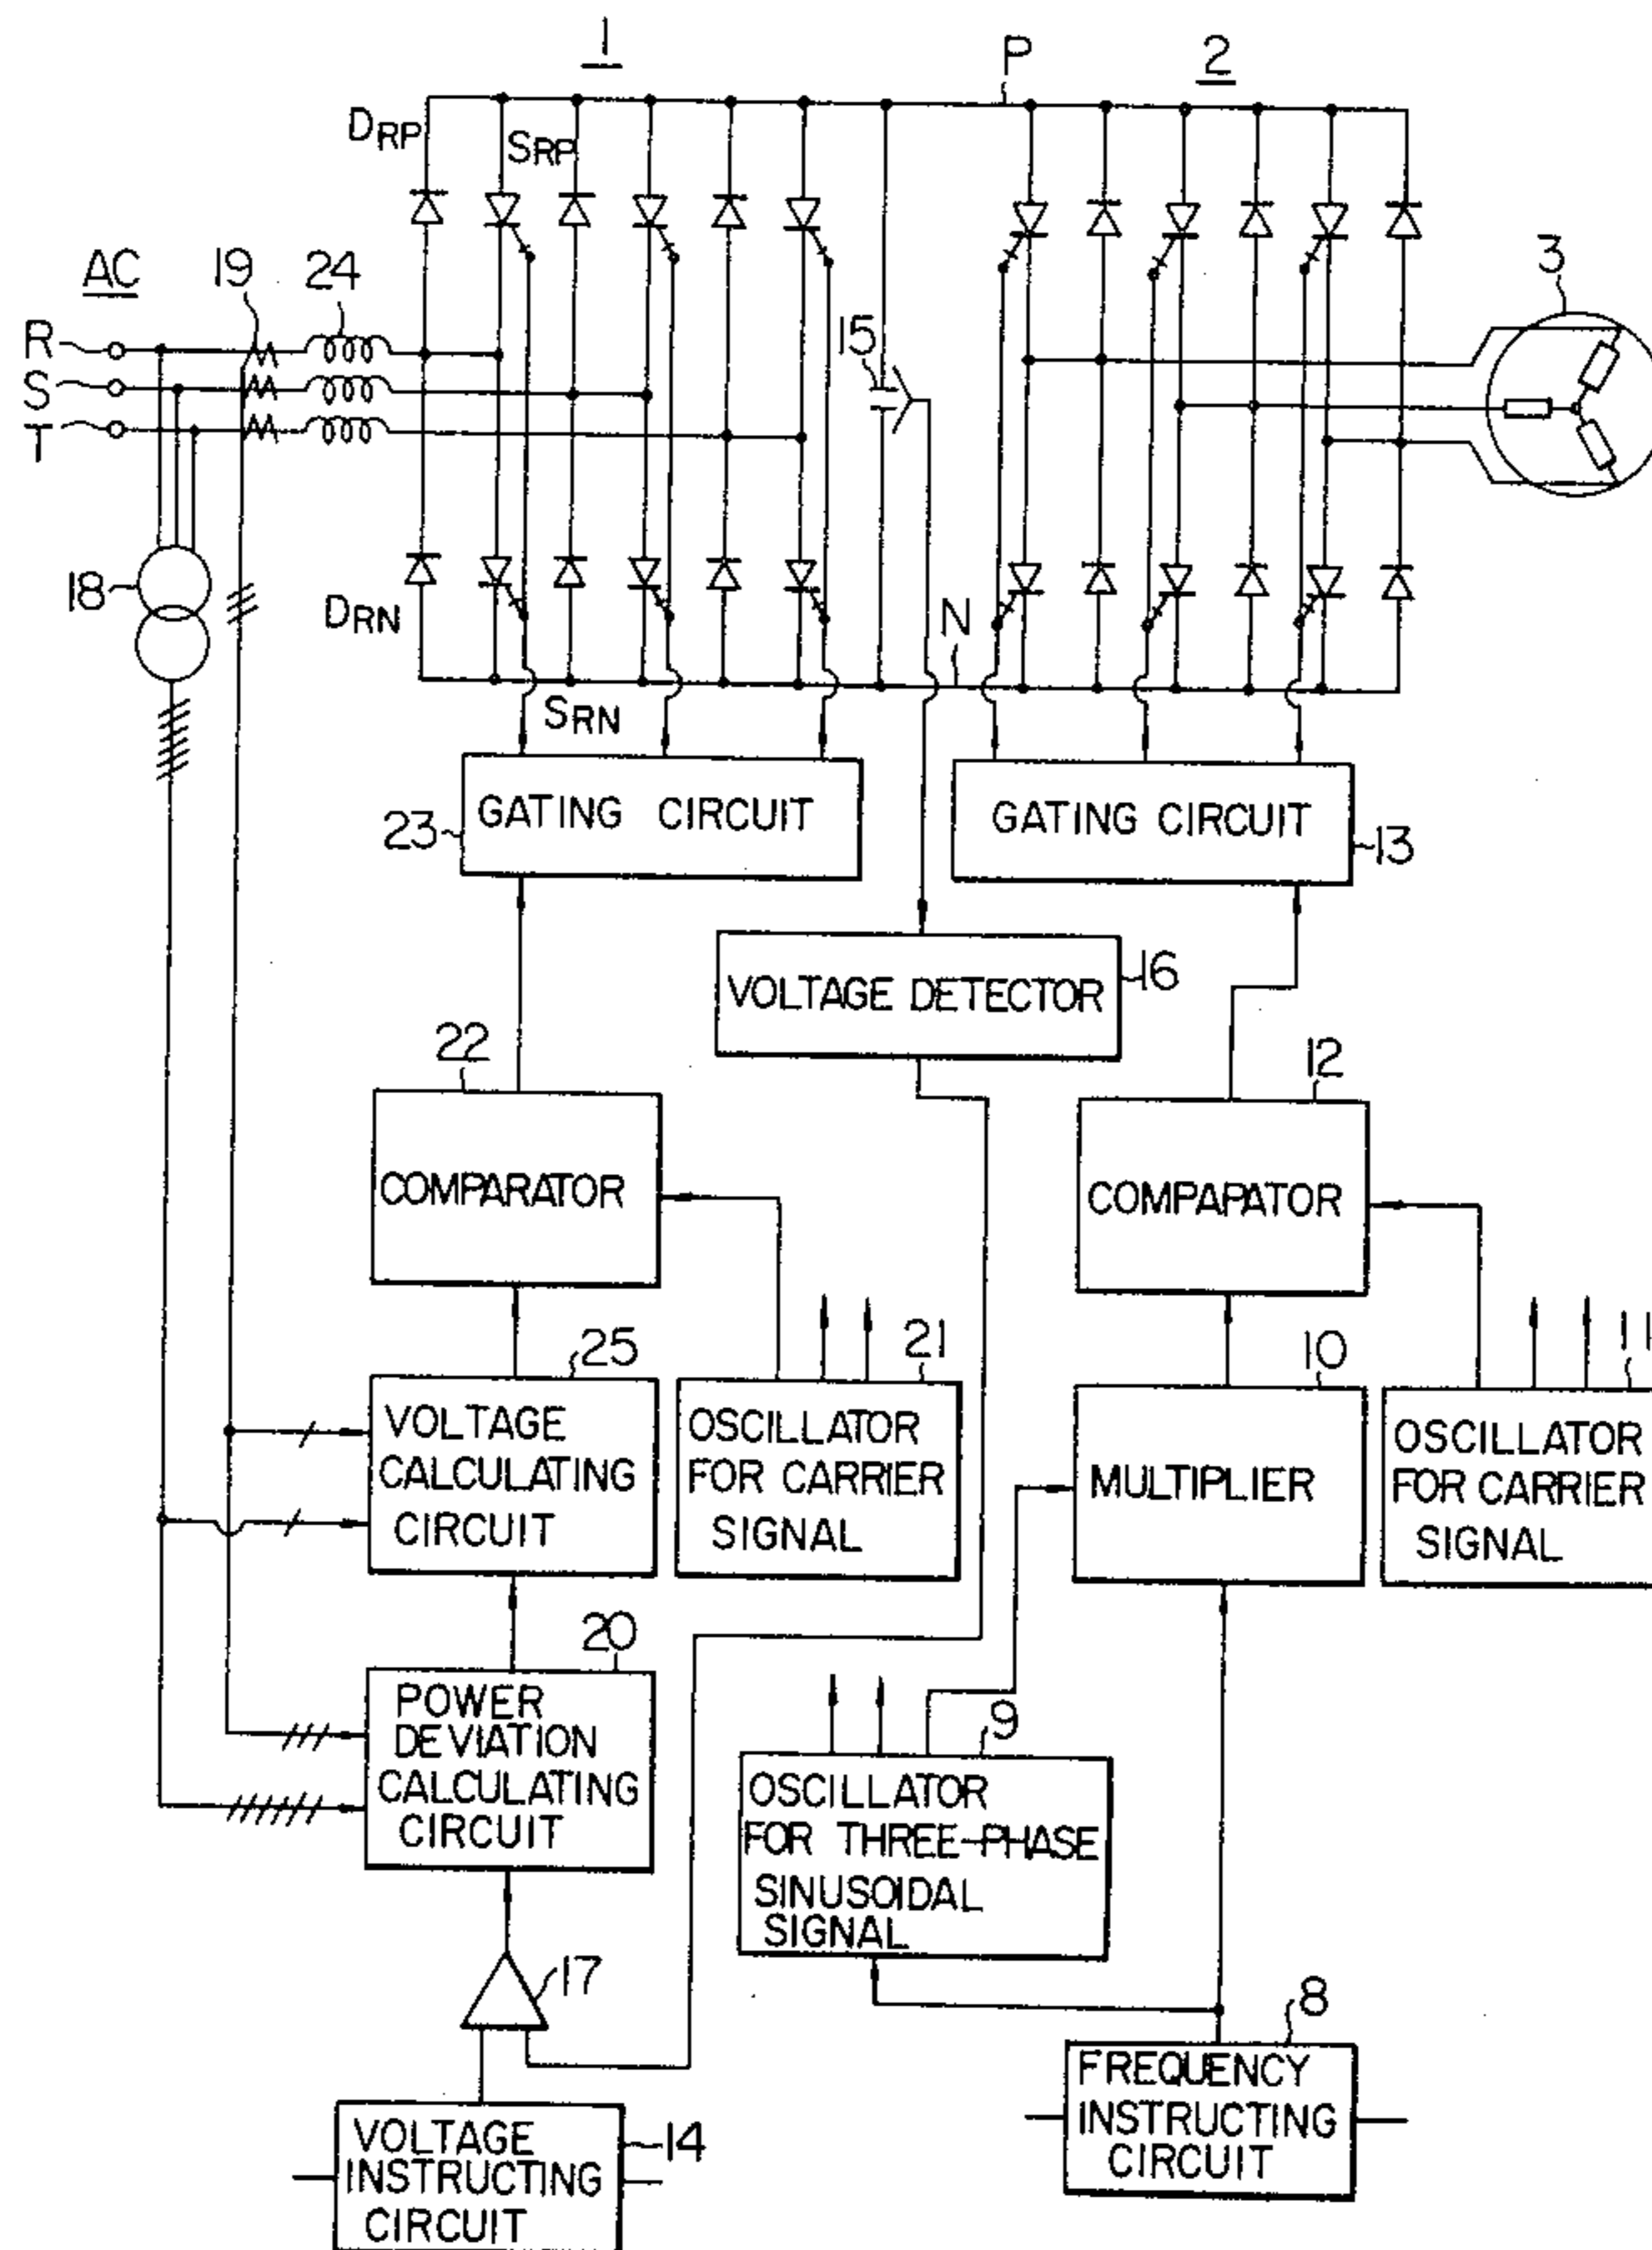 1
P
2
DRP
SRP
AC
19
24
15
3
R
S
T
18
DRN
N
SRN
GATING CIRCUIT
23
GATING CIRCUIT
13
VOLTAGE DETECTOR
16
22
12
COMPARATOR
COMPAPATOR
25
21
10
11
VOLTAGE
CALCULATING
CIRCUIT
OSCILLATOR
FOR CARRIER
SIGNAL
MULTIPLIER
OSCILLATOR
FOR CARRIER
SIGNAL
20
POWER
DEVIATION
CALCULATING
CIRCUIT
9
OSCILLATOR
FOR THREE-PHASE
SINUSOIDAL
SIGNAL
17
8
FREQUENCY
INSTRUCTING
CIRCUIT
VOLTAGE
INSTRUCTING
CIRCUIT
14